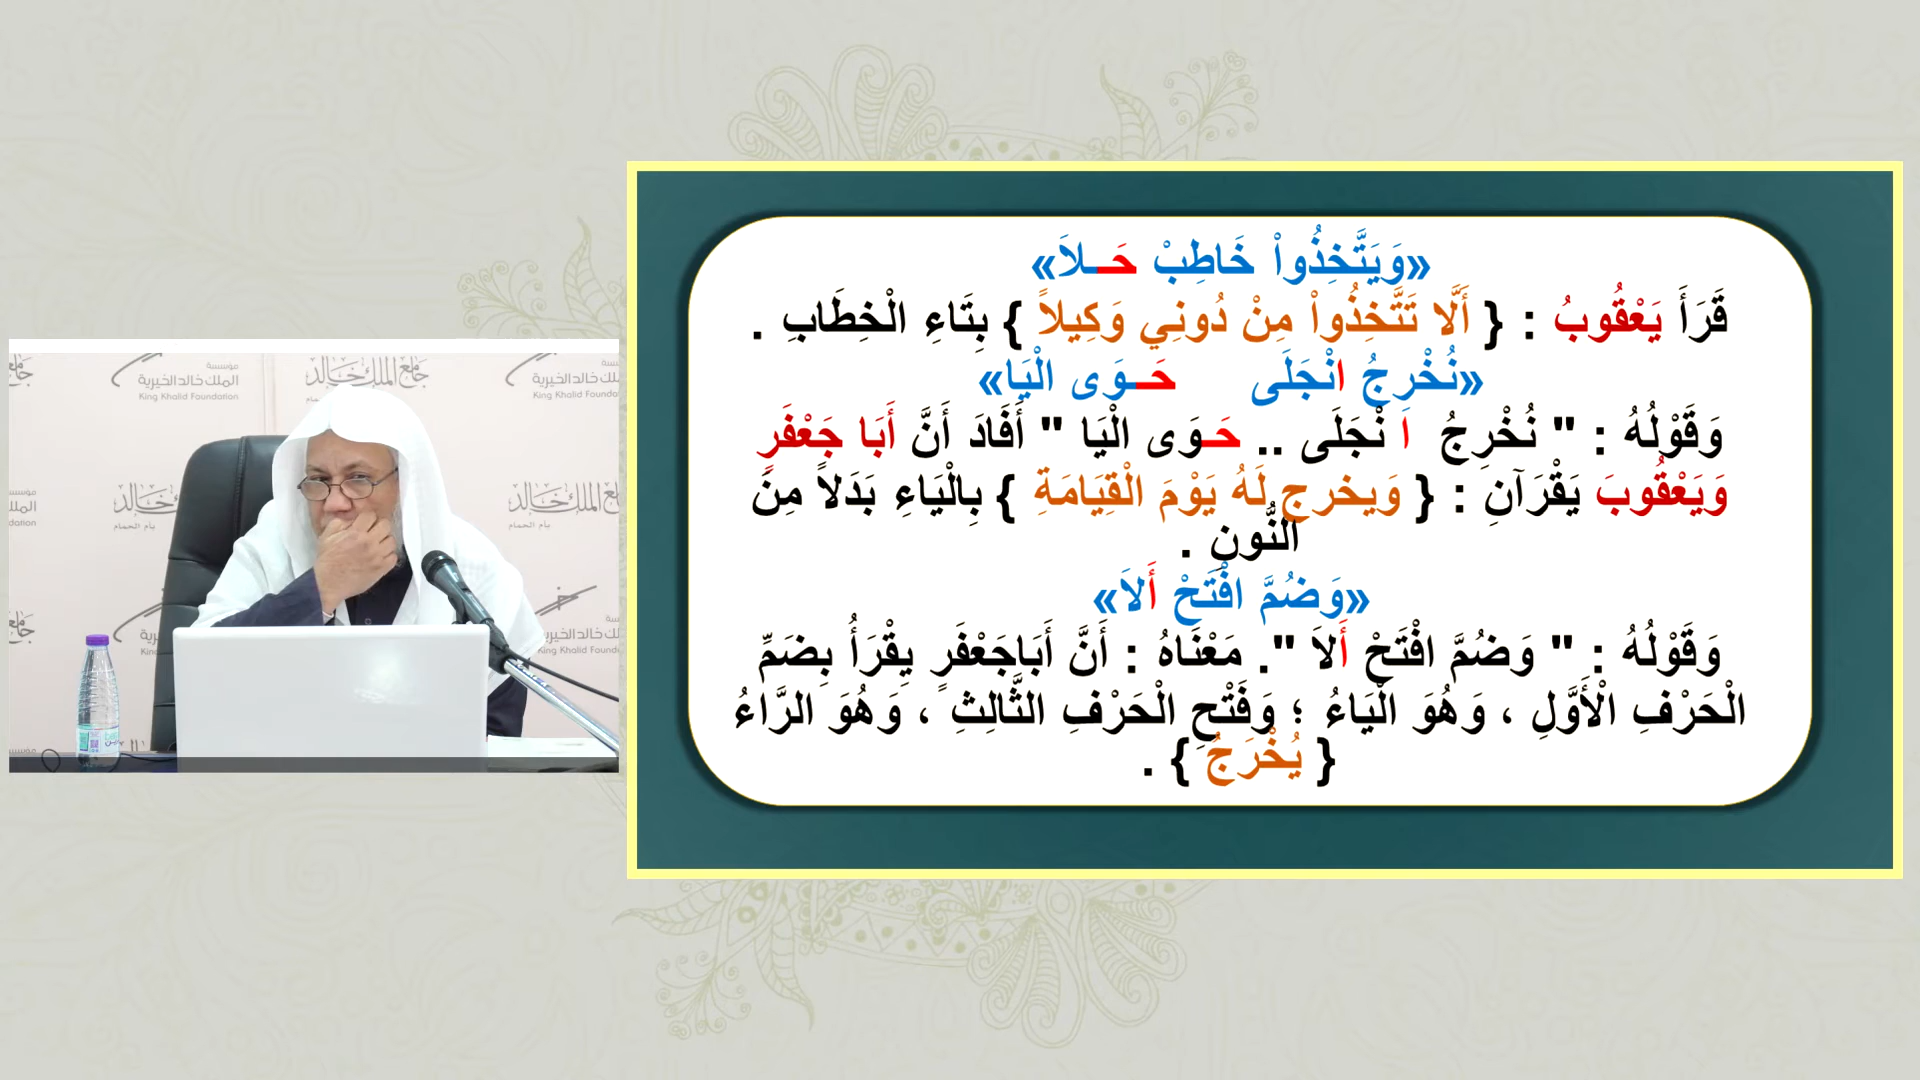 «وَيَتَّخِذُواْ خَاطِبْ حَـلاَ»
قَرَأَ يَعْقُوبُ : { أَلَّا تَتَّخِذُواْ مِنْ دُونِي وَكِيلاً } بِتَاءِ الْخِطَابِ .
«نُخْرِجُ انْجَلَى حَـوَى الْيَا»
وَقَوْلُهُ : " نُخْرِجُ اَ نْجَلَى .. حَـوَى الْيَا " أَفَادَ أَنَّ أَبَا جَعْفَرٍ
وَيَعْقُوبَ يَقْرَآنِ : { وَيخرج لَهُ يَوْمَ الْقِيَامَةِ } بِالْيَاءِ بَدَلاً مِنَ
النُّونِ .
«وَضُمَّ افْتَحْ أَلاَ»
وَقَوْلُهُ : " وَضُمَّ افْتَحْ أَلاَ ". مَعْنَاهُ : أَنَّ أَبَاجَعْفَرٍ يِقْرَأُ بِضَمِّ
الْحَرْفِ الْأَوَّلِ ، وَهُوَ الْيَاءُ ؛ وَفَتْحِ الْحَرْفِ الثَّالِثِ ، وَهُوَ الرَّاءُ
{ يُخْرَجُ } .
مؤسسة
الملك خالد الخيرية
King Khalid Foundation
جامع الملك خالد
بأم الحمام